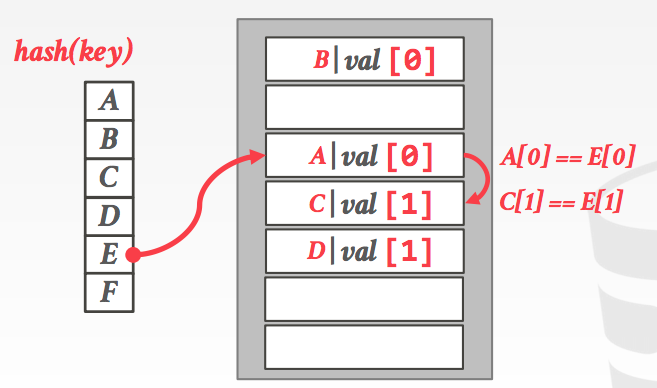 hash(key)
A
B
C
D
E
F
B|val [0]
A|val [0]
C|val [1]
D|val [1]
A[0] == E[0]
C[1] == E[1]